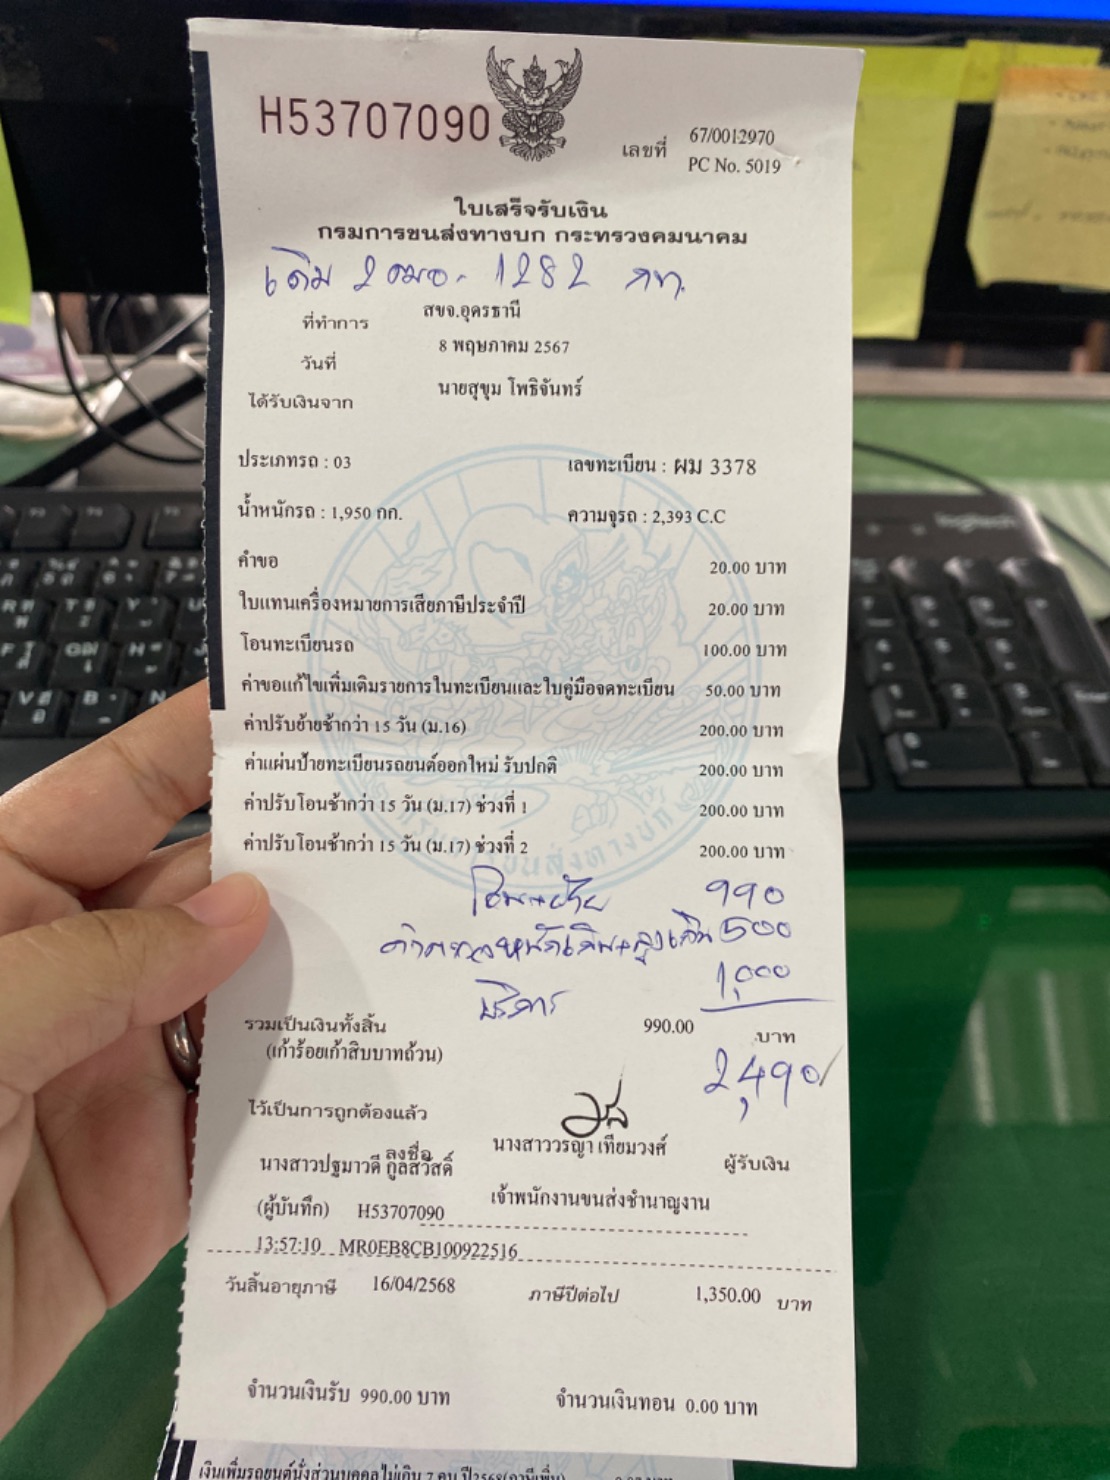 H53707090
เลขที่ 67/0012970
PC No. 5019
ใบเสร็จรับเงิน
กรมการขนส่งทางบก กระทรวงคมนาคม
เดิม 2ฒอ - 1282 กท.
ที่ทำการ สขจ.อุดรธานี
วันที่ 8 พฤษภาคม 2567
ได้รับเงินจาก นายสุขุม โพธิจันทร์
ประเภทรถ : 03 เลขทะเบียน : ผม 3378
น้ำหนักรถ : 1,950 กก. ความจุรถ : 2,393 C.C
คำขอ 20.00 บาท
ใบแทนเครื่องหมายการเสียภาษีประจำปี 20.00 บาท
โอนทะเบียนรถ 100.00 บาท
ค่าขอแก้ไขเพิ่มเติมรายการในทะเบียนและใบคู่มือจดทะเบียน 50.00 บาท
ค่าปรับย้ายช้ากว่า 15 วัน (ม.16) 200.00 บาท
ค่าแผ่นป้ายทะเบียนรถยนต์ออกใหม่ รับปกติ 200.00 บาท
ค่าปรับโอนช้ากว่า 15 วัน (ม.17) ช่วงที่ 1 200.00 บาท
ค่าปรับโอนช้ากว่า 15 วัน (ม.17) ช่วงที่ 2 200.00 บาท
โอน+ย้าย 990
500
บริการ 1,000
รวมเป็นเงินทั้งสิ้น 990.00 บาท
(เก้าร้อยเก้าสิบบาทถ้วน)
2,490/
ไว้เป็นการถูกต้องแล้ว
ลงชื่อ นางสาววรญา เทียมวงศ์ ผู้รับเงิน
นางสาวปฐมาวดี กูลสวัสดิ์
(ผู้บันทึก) H53707090 เจ้าพนักงานขนส่งชำนาญงาน
13:57:10 MR0EB8CB100922516
วันสิ้นอายุภาษี 16/04/2568 ภาษีปีต่อไป 1,350.00 บาท
จำนวนเงินรับ 990.00 บาท จำนวนเงินทอน 0.00 บาท
logitech